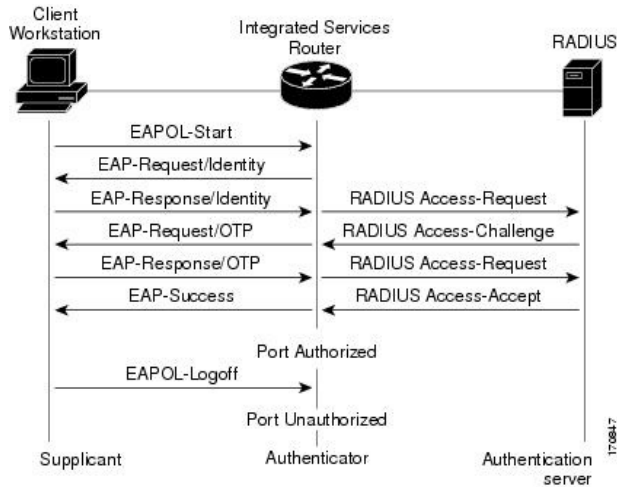 Client
Workstation
Integrated Services
Router
RADIUS
EAPOL-Start
EAP-Request/Identity
EAP-Response/Identity
RADIUS Access-Request
EAP-Request/OTP
RADIUS Access-Challenge
EAP-Response/OTP
RADIUS Access-Request
EAP-Success
RADIUS Access-Accept
Port Authorized
EAPOL-Logoff
Port Unauthorized
Supplicant
Authenticator
Authentication
server
170847